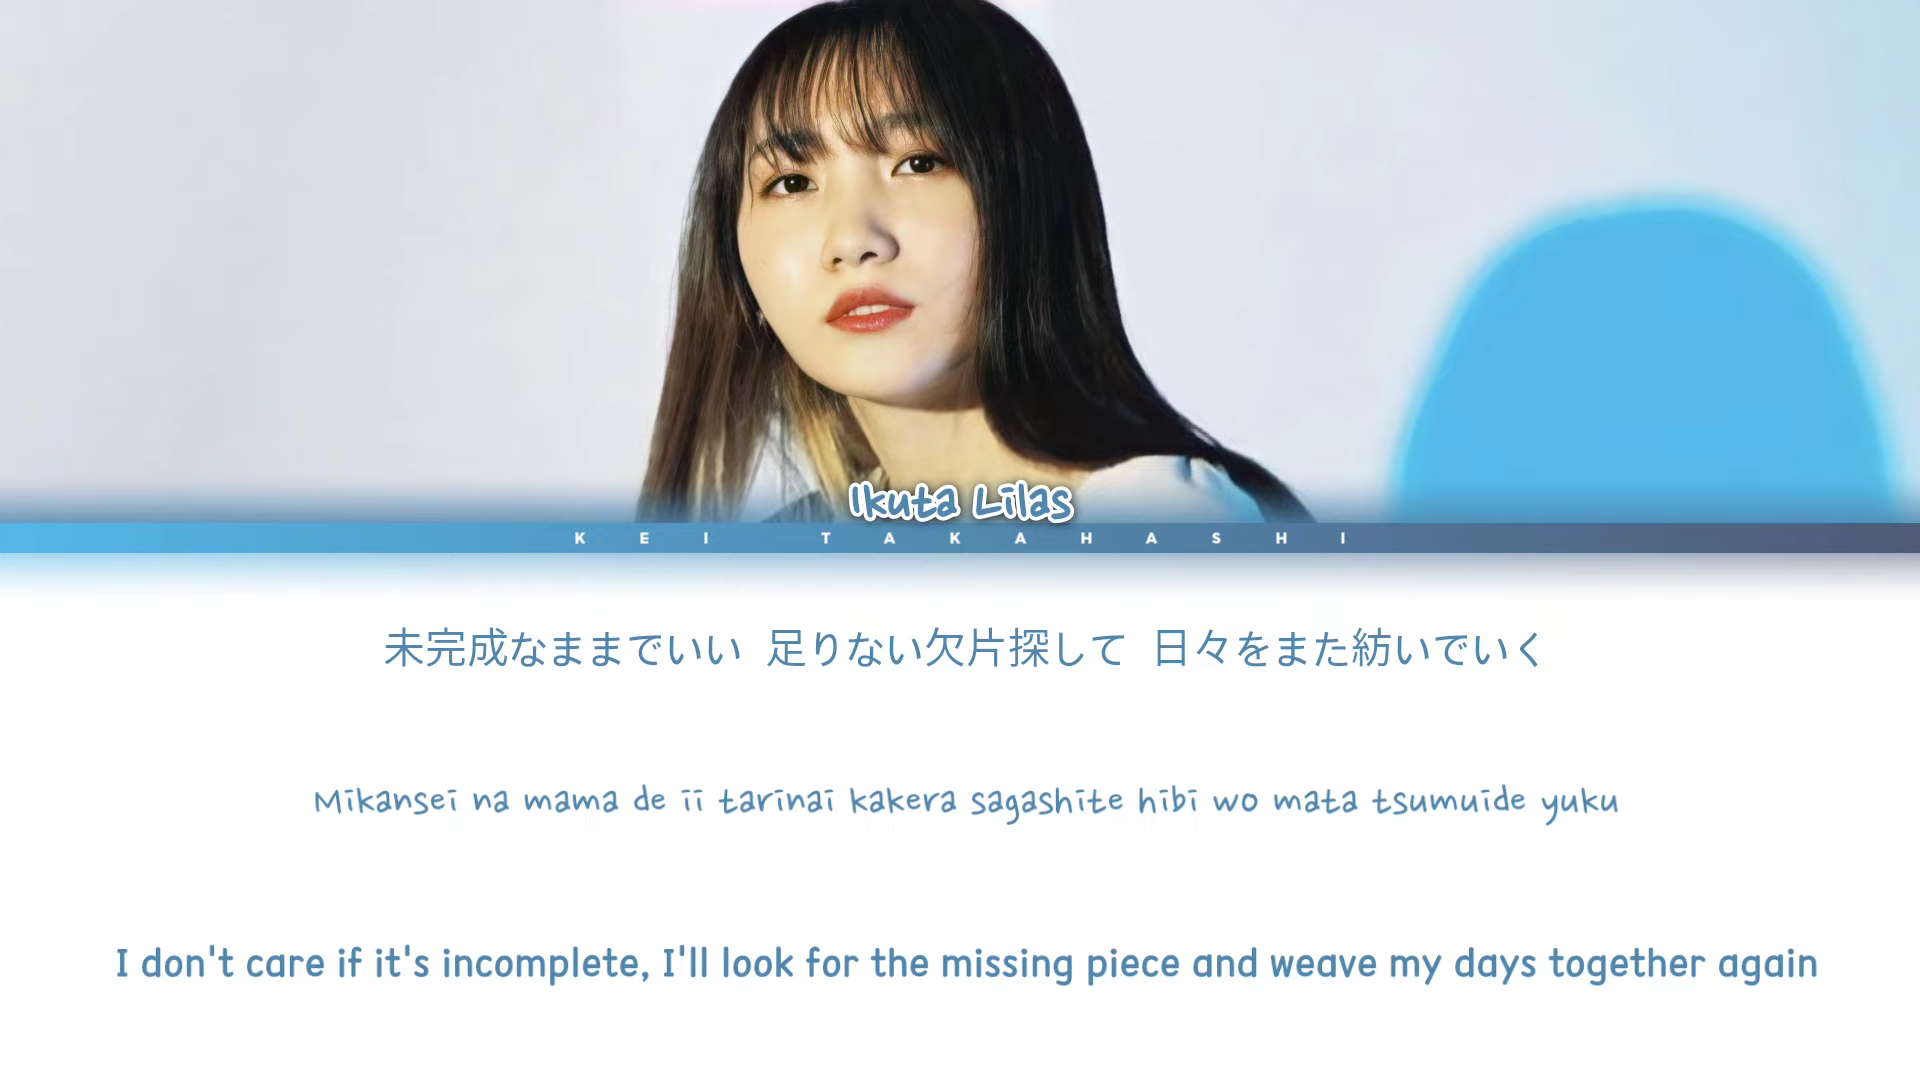 Ikuta Lilas
KEI TAKAHASHI
未完成なままでいい 足りない欠片探して 日々をまた紡いでいく
Mikansei na mama de ii tarinai kakera sagashite hibi wo mata tsumuide yuku
I don't care if it's incomplete, I'll look for the missing piece and weave my days together again